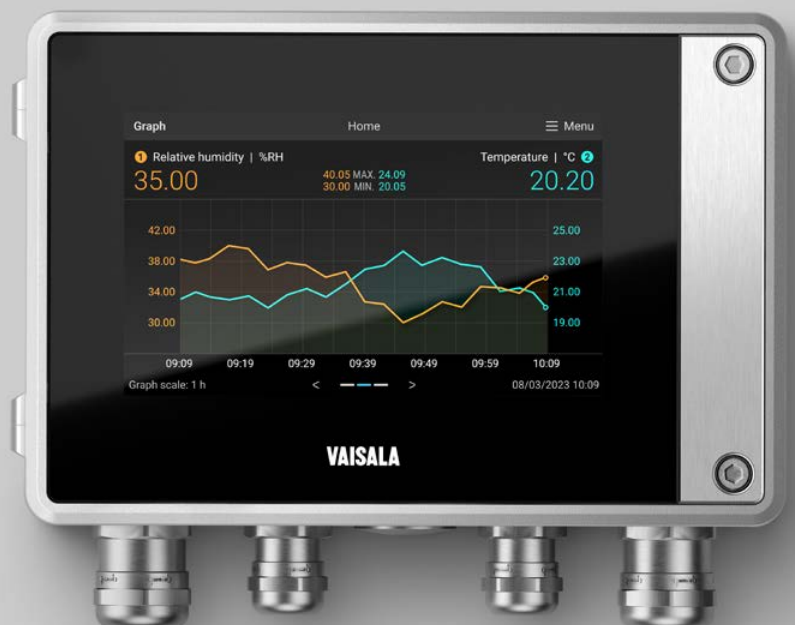 Graph Home Menu
1 Relative humidity | %RH Temperature | °C 2
35.00 40.05 MAX. 24.09 20.20
30.00 MIN. 20.05
42.00 25.00
38.00 23.00
34.00 21.00
30.00 19.00
09:09 09:19 09:29 09:39 09:49 09:59 10:09
Graph scale: 1 h < > 08/03/2023 10:09
VAISALA